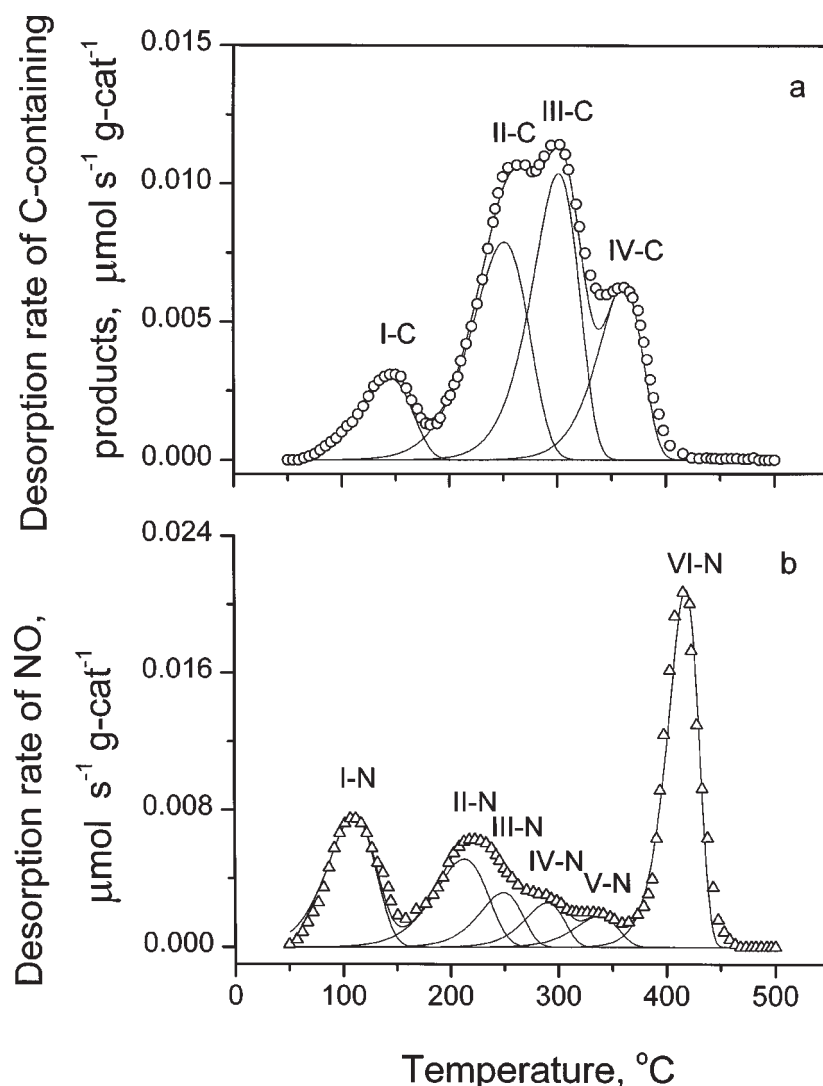 Desorption rate of C-containing
products, μmol s⁻¹ g-cat⁻¹
0.015
0.010
0.005
0.000
a
I-C
II-C
III-C
IV-C
Desorption rate of NO,
μmol s⁻¹ g-cat⁻¹
0.024
0.016
0.008
0.000
b
I-N
II-N
III-N
IV-N
V-N
VI-N
0 100 200 300 400 500
Temperature, °C